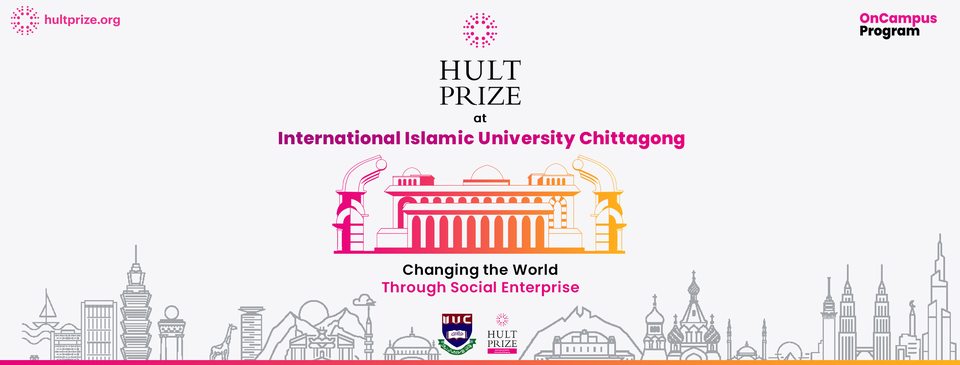 hultprize.org
OnCampus
Program
HULT
PRIZE
at
International Islamic University Chittagong
Changing the World
Through Social Enterprise
IIUC
HULT
PRIZE